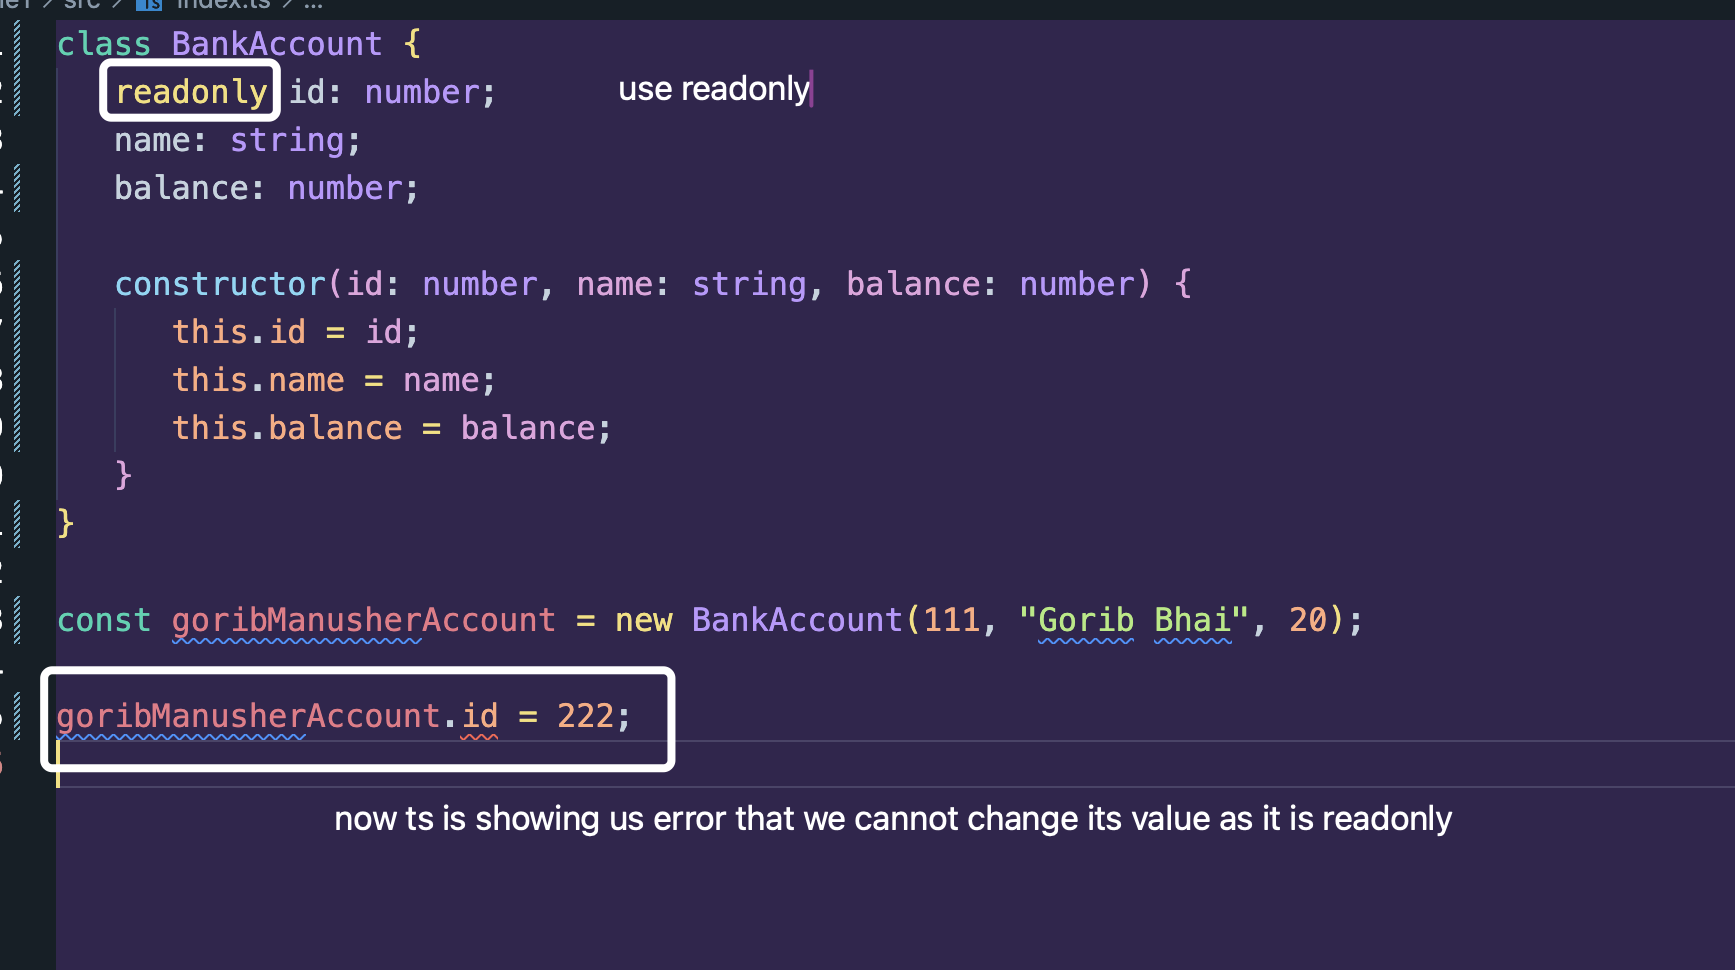 src > TS index.ts > ...
class BankAccount {
readonly id: number; use readonly
name: string;
balance: number;
constructor(id: number, name: string, balance: number) {
this.id = id;
this.name = name;
this.balance = balance;
}
}
const goribManusherAccount = new BankAccount(111, "Gorib Bhai", 20);
goribManusherAccount.id = 222;
now ts is showing us error that we cannot change its value as it is readonly